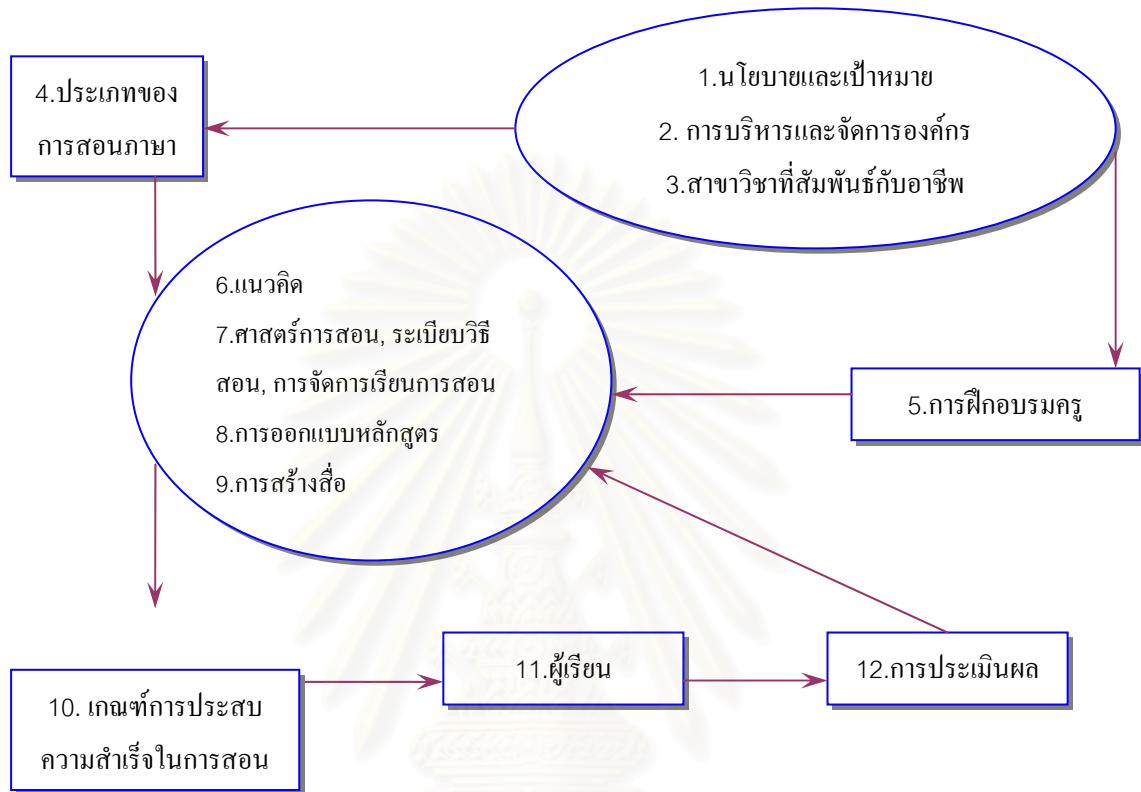 1.นโยบายและเป้าหมาย
2. การบริหารและจัดการองค์กร
3.สาขาวิชาที่สัมพันธ์กับอาชีพ
4.ประเภทของ
การสอนภาษา
5.การฝึกอบรมครู
6.แนวคิด
7.ศาสตร์การสอน, ระเบียบวิธี
สอน, การจัดการเรียนการสอน
8.การออกแบบหลักสูตร
9.การสร้างสื่อ
10. เกณฑ์การประสบ
ความสำเร็จในการสอน
11.ผู้เรียน
12.การประเมินผล